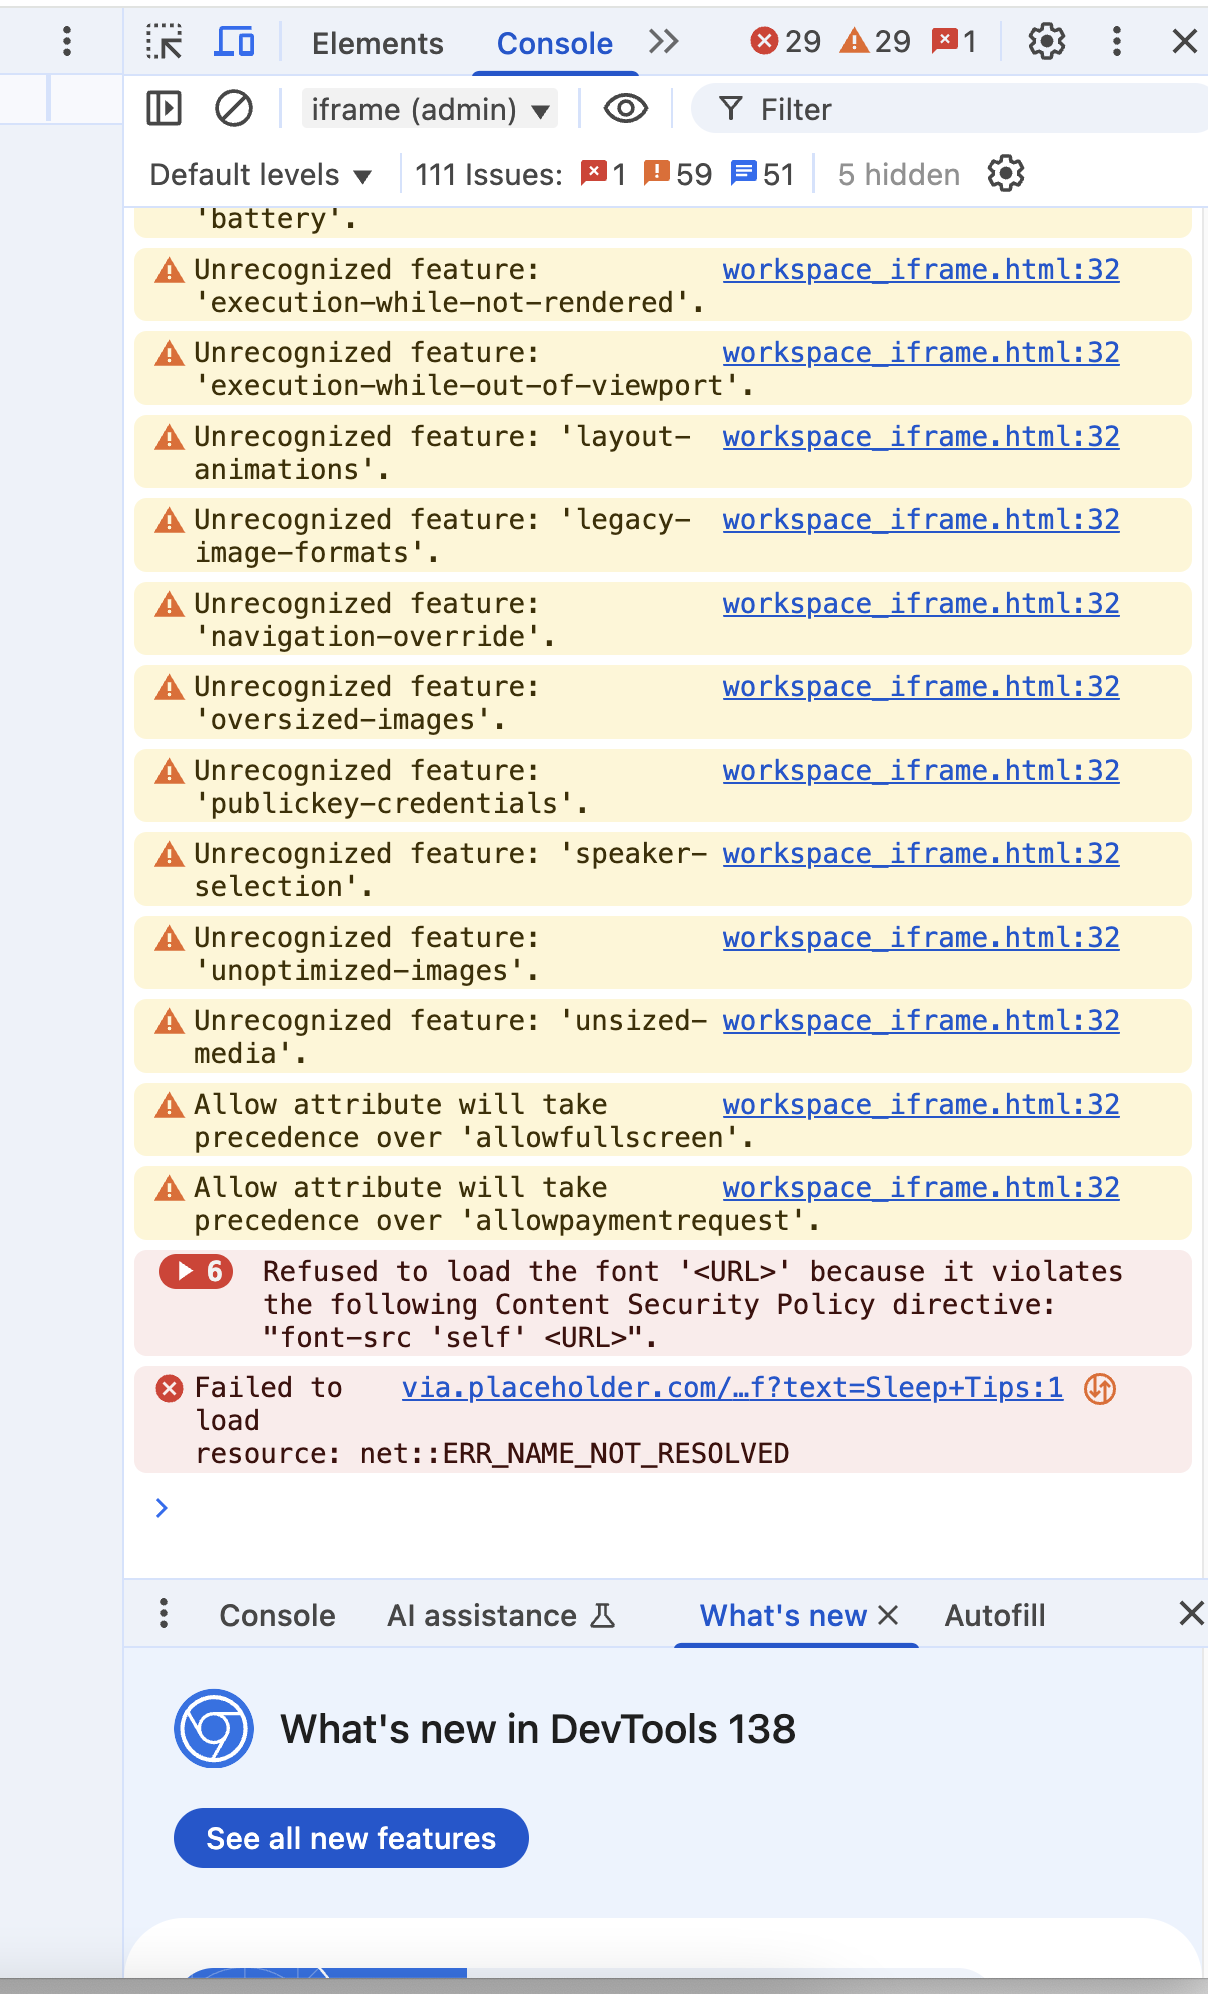 Elements Console 29 29 1
iframe (admin) Filter
Default levels 111 Issues: 1 59 51 5 hidden
'battery'.
Unrecognized feature: workspace_iframe.html:32
'execution-while-not-rendered'.
Unrecognized feature: workspace_iframe.html:32
'execution-while-out-of-viewport'.
Unrecognized feature: 'layout- workspace_iframe.html:32
animations'.
Unrecognized feature: 'legacy- workspace_iframe.html:32
image-formats'.
Unrecognized feature: workspace_iframe.html:32
'navigation-override'.
Unrecognized feature: workspace_iframe.html:32
'oversized-images'.
Unrecognized feature: workspace_iframe.html:32
'publickey-credentials'.
Unrecognized feature: 'speaker- workspace_iframe.html:32
selection'.
Unrecognized feature: workspace_iframe.html:32
'unoptimized-images'.
Unrecognized feature: 'unsized- workspace_iframe.html:32
media'.
Allow attribute will take workspace_iframe.html:32
precedence over 'allowfullscreen'.
Allow attribute will take workspace_iframe.html:32
precedence over 'allowpaymentrequest'.
6 Refused to load the font '<URL>' because it violates
the following Content Security Policy directive:
"font-src 'self' <URL>".
Failed to via.placeholder.com/…f?text=Sleep+Tips:1
load
resource: net::ERR_NAME_NOT_RESOLVED
Console AI assistance What's new Autofill
What's new in DevTools 138
See all new features